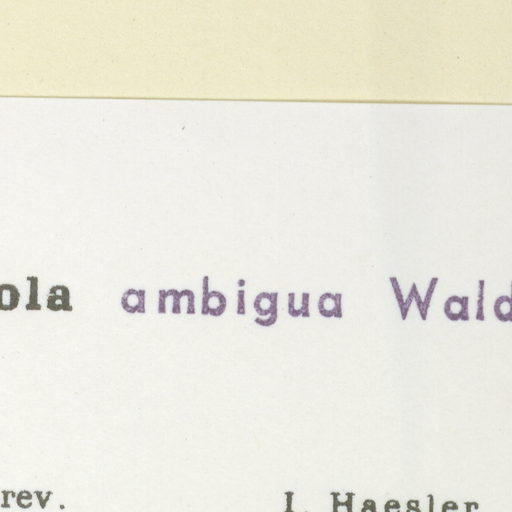 ola ambigua Wald
rev. I. Haesler